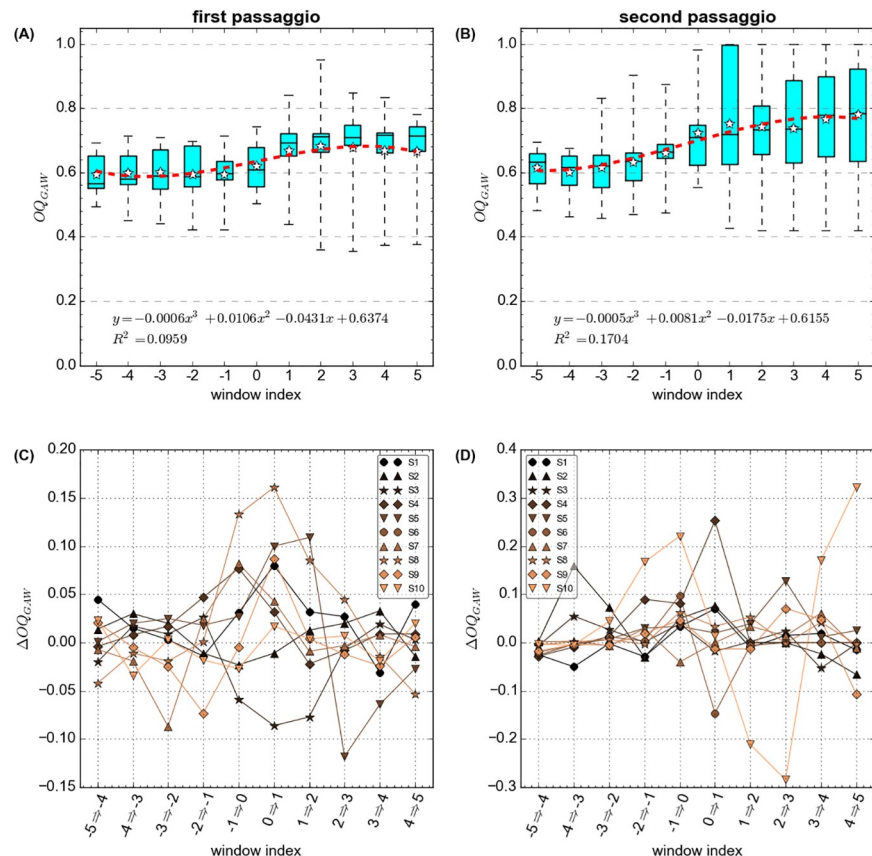 first passaggio
second passaggio
(A)
1.0
0.8
0.6
0.4
0.2
0.0
OQ_GAW
y=−0.0006x³ +0.0106x² −0.0431x+0.6374
R² =0.0959
-5 -4 -3 -2 -1 0 1 2 3 4 5
window index
(B)
1.0
0.8
0.6
0.4
0.2
0.0
OQ_GAW
y=−0.0005x³ +0.0081x² −0.0175x+0.6155
R² =0.1704
-5 -4 -3 -2 -1 0 1 2 3 4 5
window index
(C)
0.20
0.15
0.10
0.05
0.00
−0.05
−0.10
−0.15
ΔOQ_GAW
S1
S2
S3
S4
S5
S6
S7
S8
S9
S10
-5⇒-4
-4⇒-3
-3⇒-2
-2⇒-1
-1⇒0
0⇒1
1⇒2
2⇒3
3⇒4
4⇒5
window index
(D)
0.4
0.3
0.2
0.1
0.0
−0.1
−0.2
−0.3
ΔOQ_GAW
S1
S2
S3
S4
S5
S6
S7
S8
S9
S10
-5⇒-4
-4⇒-3
-3⇒-2
-2⇒-1
-1⇒0
0⇒1
1⇒2
2⇒3
3⇒4
4⇒5
window index